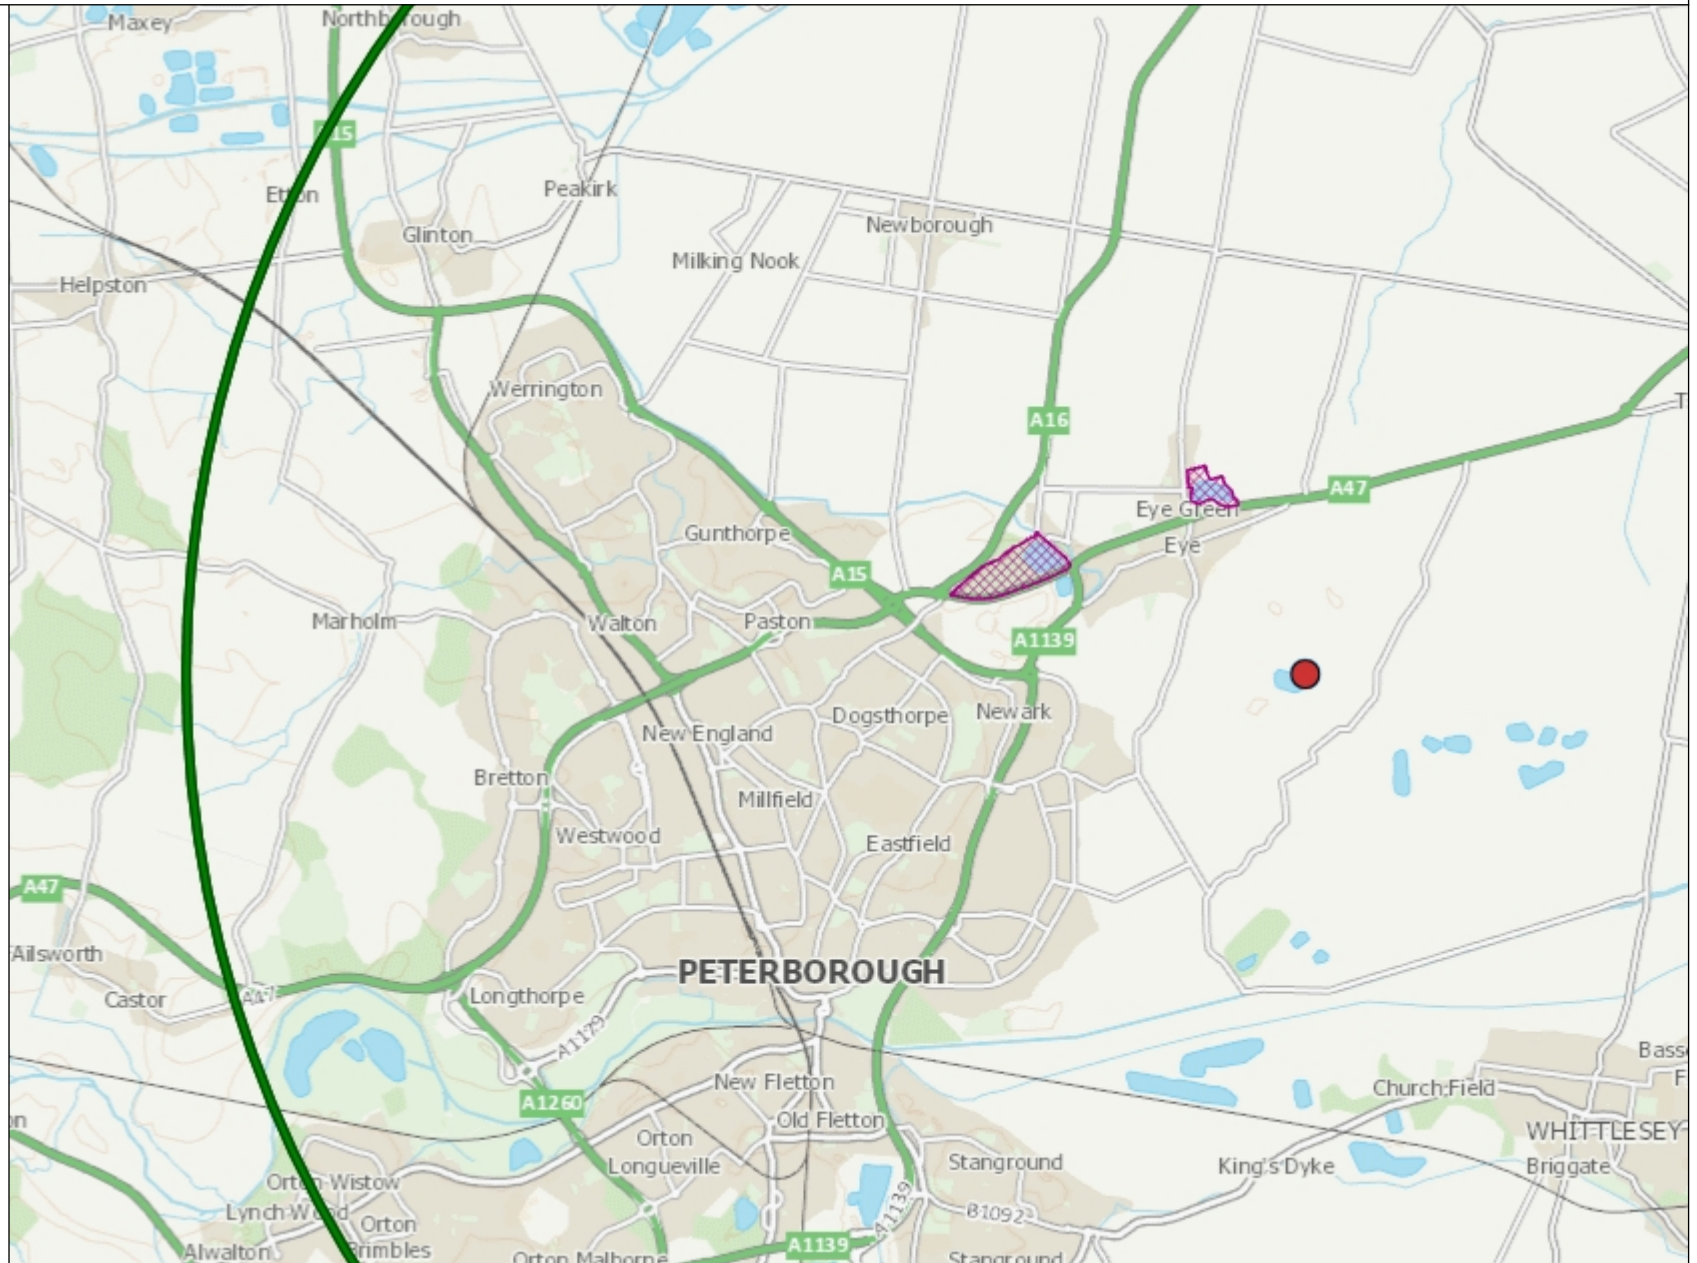 Maxey
Northborough
A15
Etton
Peakirk
Glinton
Newborough
Milking Nook
Helpston
Werrington
A16
A47
Eye Green
Gunthorpe
Eye
A15
Marholm
Walton
Paston
A1139
Dogsthorpe
Newark
New England
Bretton
Millfield
Westwood
Eastfield
A47
Ailsworth
PETERBOROUGH
Castor
A47
Longthorpe
A1179
New Fletton
Church Field
A1260
Old Fletton
Orton
Longueville
WHITTLESEY
Stanground
King's Dyke
Briggate
Orton Wistow
Lynch Wood
Orton
Brimbles
A1139
B1092
Alwalton
A1139
Orton Malborne
Stanground